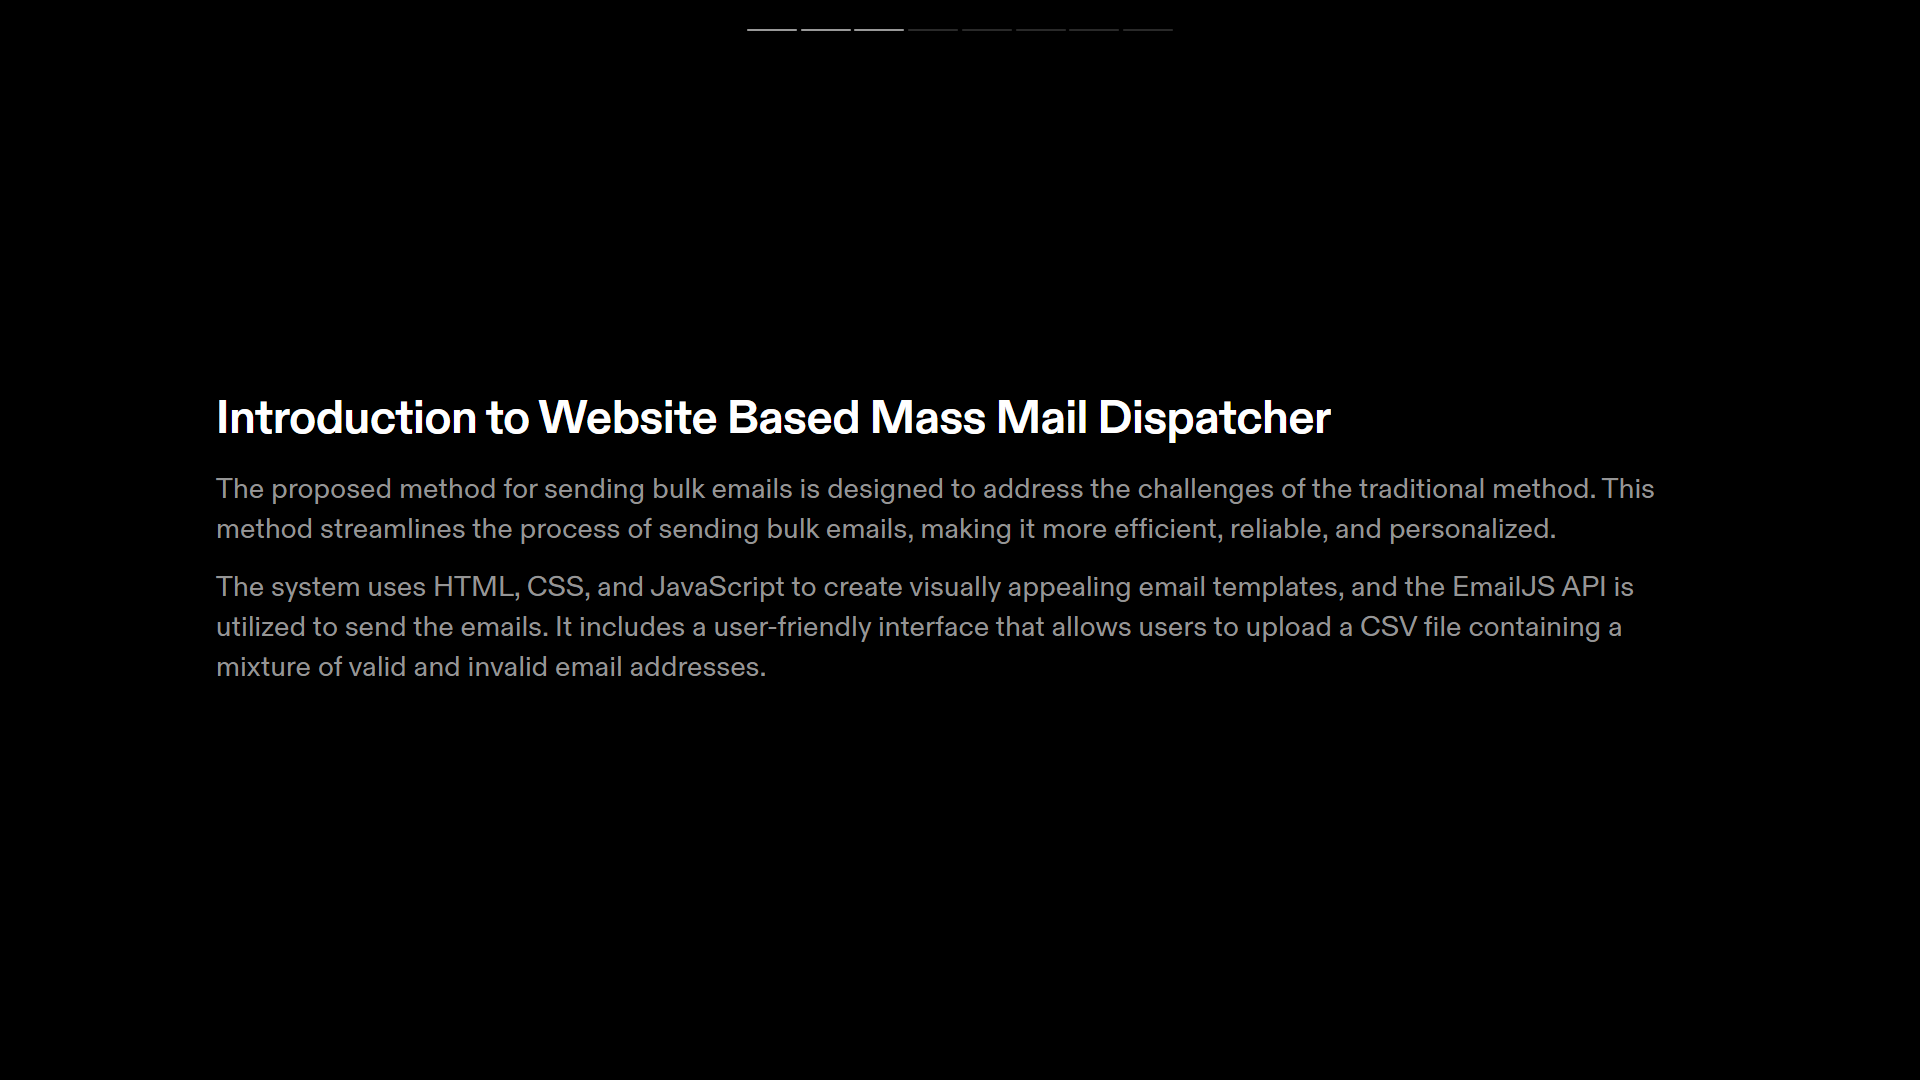 Introduction to Website Based Mass Mail Dispatcher
The proposed method for sending bulk emails is designed to address the challenges of the traditional method. This
method streamlines the process of sending bulk emails, making it more efficient, reliable, and personalized.
The system uses HTML, CSS, and JavaScript to create visually appealing email templates, and the EmailJS API is
utilized to send the emails. It includes a user-friendly interface that allows users to upload a CSV file containing a
mixture of valid and invalid email addresses.